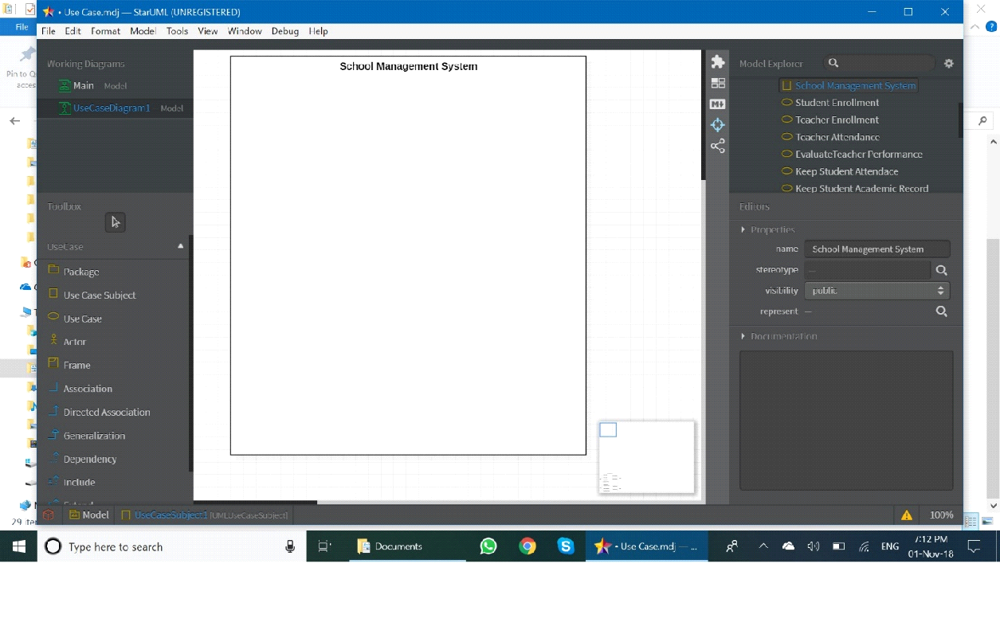 • Use Case.mdj — StarUML (UNREGISTERED)
File
File Edit Format Model Tools View Window Debug Help
Pin to Q
acces
Working Diagrams
Main Model
UseCaseDiagram1 Model
Toolbox
UseCase
Package
Use Case Subject
Use Case
Actor
Frame
Association
Directed Association
Generalization
Dependency
Include
School Management System
Model Explorer
School Management System
Student Enrollment
Teacher Enrollment
Teacher Attendance
EvaluateTeacher Performance
Keep Student Attendace
Keep Student Academic Record
Editors
Properties
name School Management System
stereotype —
visibility public
represent —
Documentation
Model UseCaseSubject1 [UMLUseCaseSubject]
100%
29 iter
Type here to search
Documents
• Use Case.mdj — ...
ENG
7:12 PM
01-Nov-18